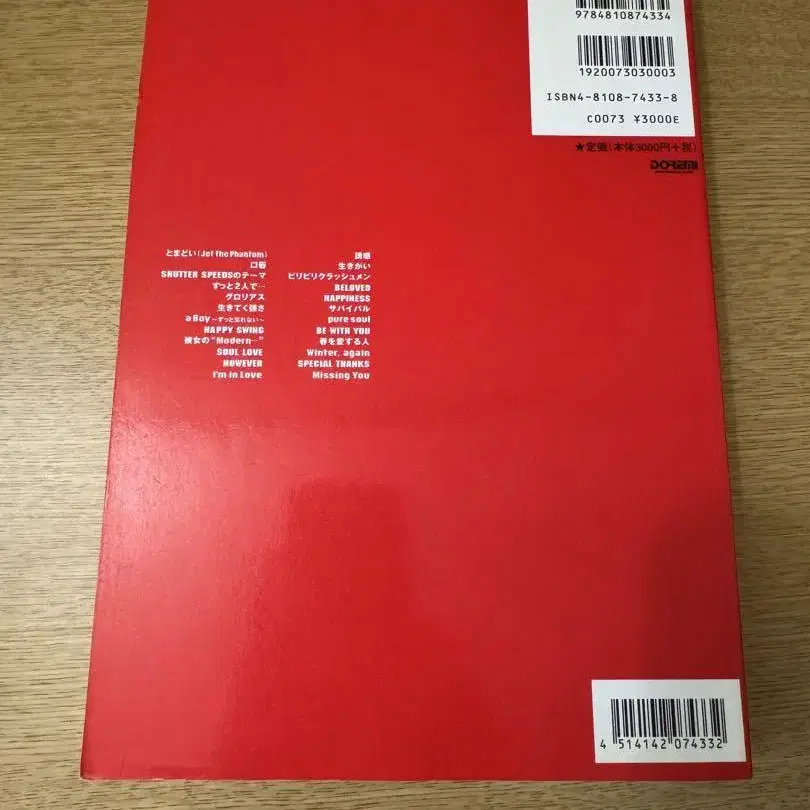 9784810874334
1920073030003
ISBN4-8108-7433-8
C0073 ¥3000E
★定価(本体3000円+税)
DOREMI
とまどい(Jet the Phantom)
口唇
SHUTTER SPEEDSのテーマ
ずっと2人で…
グロリアス
生きてく強さ
a Boy ~ずっと忘れない~
HAPPY SWING
彼女の"Modern…"
SOUL LOVE
HOWEVER
I'm in Love
誘惑
生きがい
ビリビリクラッシュメン
BELOVED
HAPPINESS
サバイバル
pure soul
BE WITH YOU
春を愛する人
Winter, again
SPECIAL THANKS
Missing You
4 514142 074332